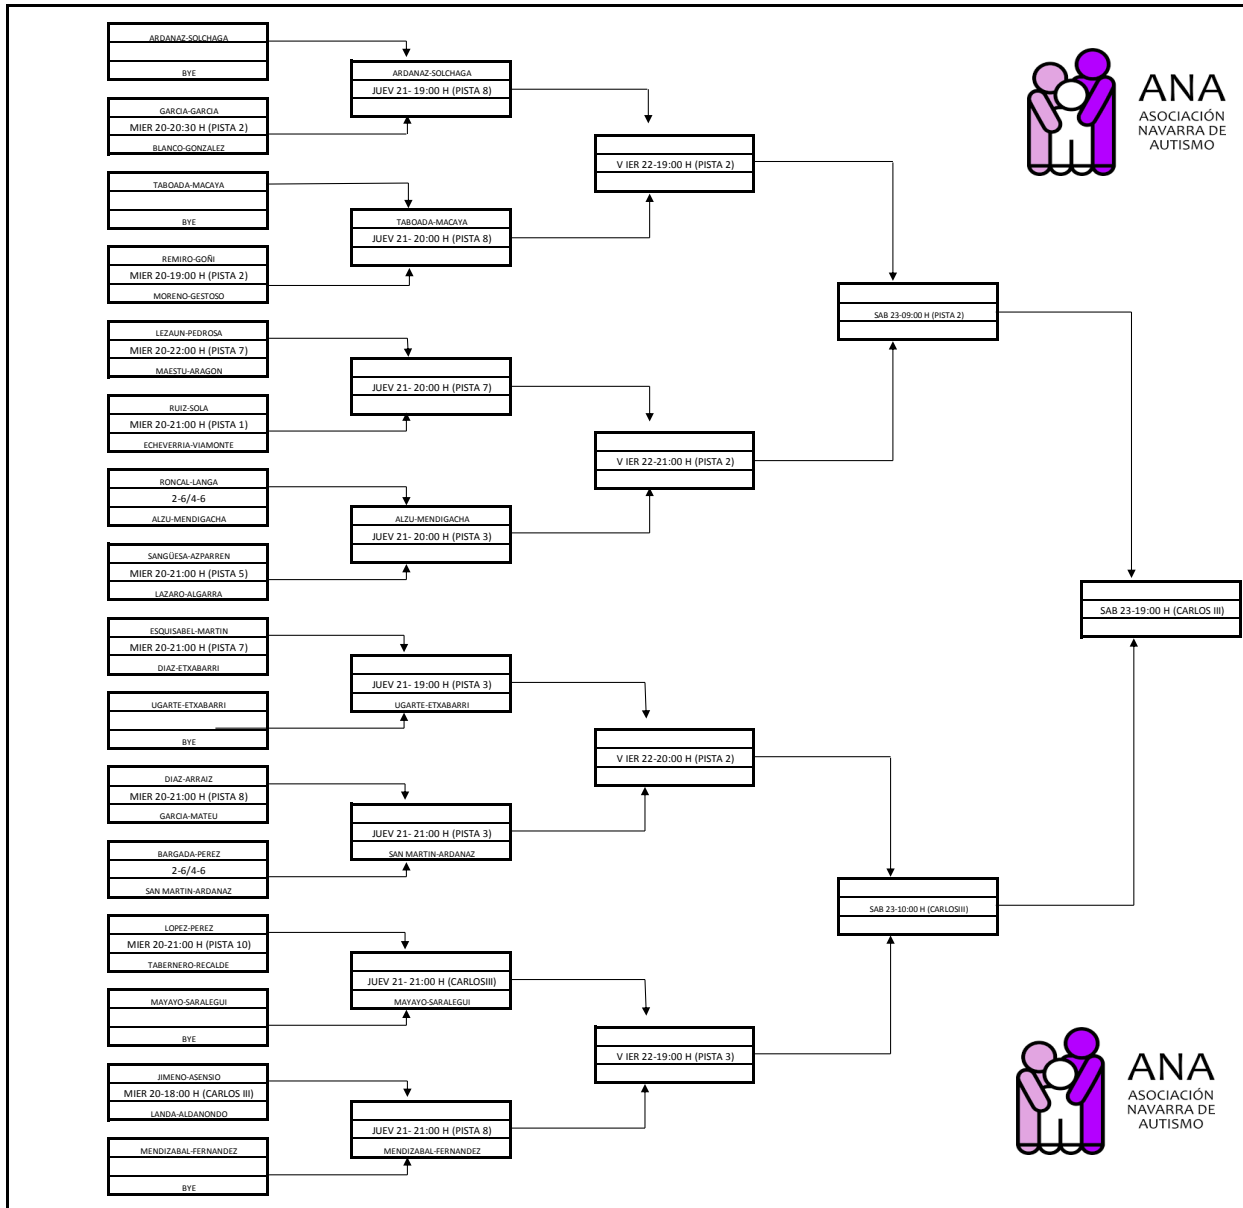 ARDANAZ-SOLCHAGA
BYE
GARCIA-GARCIA
MIER 20-20:30 H (PISTA 2)
BLANCO-GONZALEZ
TABOADA-MACAYA
BYE
REMIRO-GOÑI
MIER 20-19:00 H (PISTA 2)
MORENO-GESTOSO
LEZAUN-PEDROSA
MIER 20-22:00 H (PISTA 7)
MAESTU-ARAGON
RUIZ-SOLA
MIER 20-21:00 H (PISTA 1)
ECHEVERRIA-VIAMONTE
RONCAL-LANGA
2-6/4-6
ALZU-MENDIGACHA
SANGÜESA-AZPARREN
MIER 20-21:00 H (PISTA 5)
LAZARO-ALGARRA
ESQUISABEL-MARTIN
MIER 20-21:00 H (PISTA 7)
DIAZ-ETXABARRI
UGARTE-ETXABARRI
BYE
DIAZ-ARRAIZ
MIER 20-21:00 H (PISTA 8)
GARCIA-MATEU
BARGADA-PEREZ
2-6/4-6
SAN MARTIN-ARDANAZ
LOPEZ-PEREZ
MIER 20-21:00 H (PISTA 10)
TABERNERO-RECALDE
MAYAYO-SARALEGUI
BYE
JIMENO-ASENSIO
MIER 20-18:00 H (CARLOS III)
LANDA-ALDANONDO
MENDIZABAL-FERNANDEZ
BYE
ARDANAZ-SOLCHAGA
JUEV 21- 19:00 H (PISTA 8)
TABOADA-MACAYA
JUEV 21- 20:00 H (PISTA 8)
JUEV 21- 20:00 H (PISTA 7)
ALZU-MENDIGACHA
JUEV 21- 20:00 H (PISTA 3)
JUEV 21- 19:00 H (PISTA 3)
UGARTE-ETXABARRI
JUEV 21- 21:00 H (PISTA 3)
SAN MARTIN-ARDANAZ
JUEV 21- 21:00 H (CARLOSIII)
MAYAYO-SARALEGUI
JUEV 21- 21:00 H (PISTA 8)
MENDIZABAL-FERNANDEZ
V IER 22-19:00 H (PISTA 2)
V IER 22-21:00 H (PISTA 2)
V IER 22-20:00 H (PISTA 2)
V IER 22-19:00 H (PISTA 3)
SAB 23-09:00 H (PISTA 2)
SAB 23-10:00 H (CARLOSIII)
SAB 23-19:00 H (CARLOS III)
ANA
ASOCIACIÓN
NAVARRA DE
AUTISMO
ANA
ASOCIACIÓN
NAVARRA DE
AUTISMO